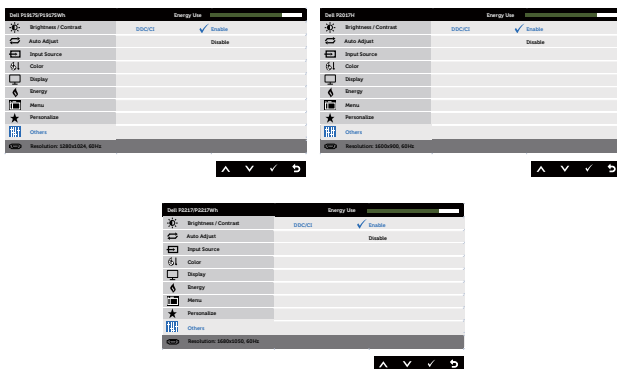 Dell P1917S/P1917SWh Energy Use
Brightness / Contrast DDC/CI Enable
Auto Adjust Disable
Input Source
Color
Display
Energy
Menu
Personalize
Others
Resolution: 1280x1024, 60Hz
Dell P2017H Energy Use
Brightness / Contrast DDC/CI Enable
Auto Adjust Disable
Input Source
Color
Display
Energy
Menu
Personalize
Others
Resolution: 1600x900, 60Hz
Dell P2217/P2217Wh Energy Use
Brightness / Contrast DDC/CI Enable
Auto Adjust Disable
Input Source
Color
Display
Energy
Menu
Personalize
Others
Resolution: 1680x1050, 60Hz